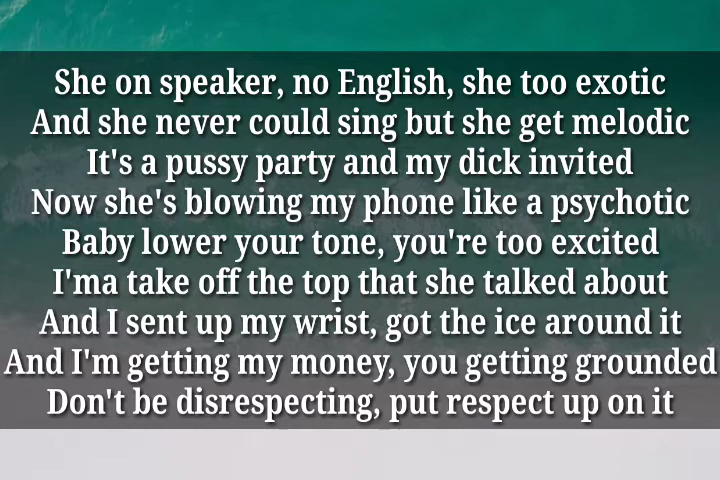 She on speaker, no English, she too exotic
And she never could sing but she get melodic
It's a pussy party and my dick invited
Now she's blowing my phone like a psychotic
Baby lower your tone, you're too excited
I'ma take off the top that she talked about
And I sent up my wrist, got the ice around it
And I'm getting my money, you getting grounded
Don't be disrespecting, put respect up on it